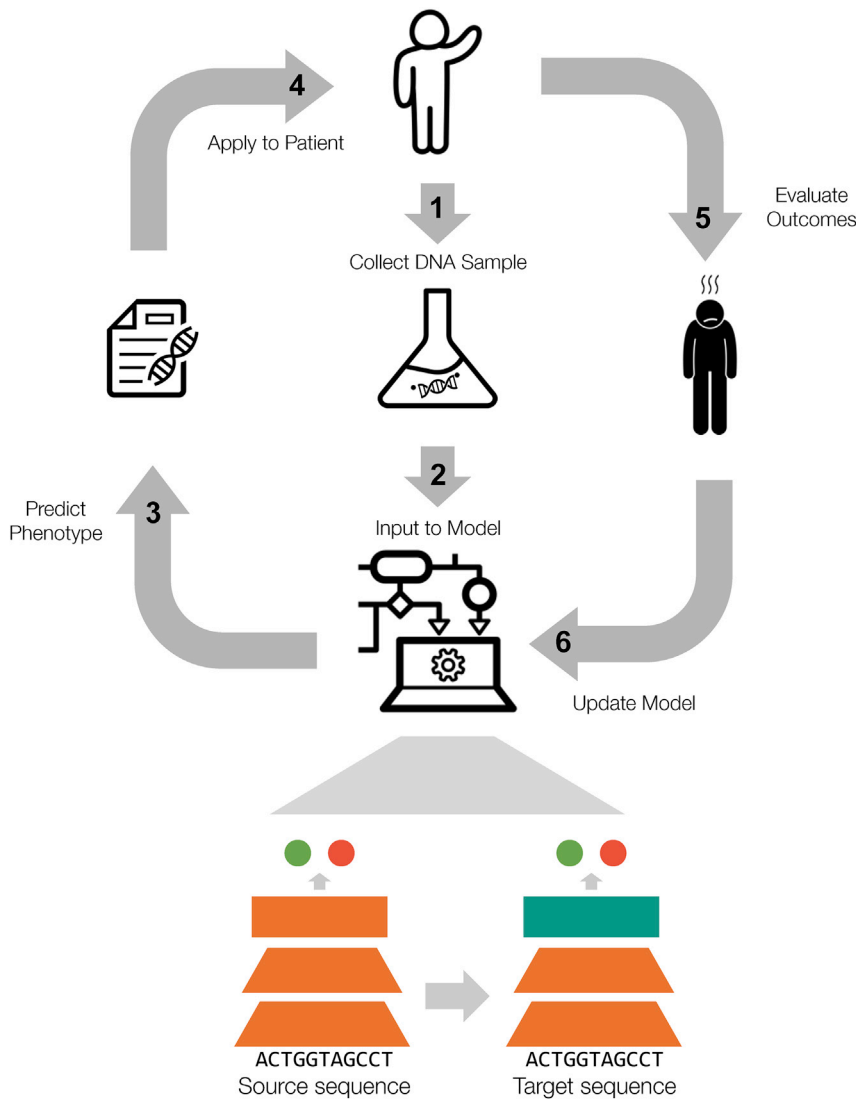 4
Apply to Patient
1
Collect DNA Sample
5
Evaluate
Outcomes
2
Input to Model
3
Predict
Phenotype
6
Update Model
ACTGGTAGCCT
Source sequence
ACTGGTAGCCT
Target sequence